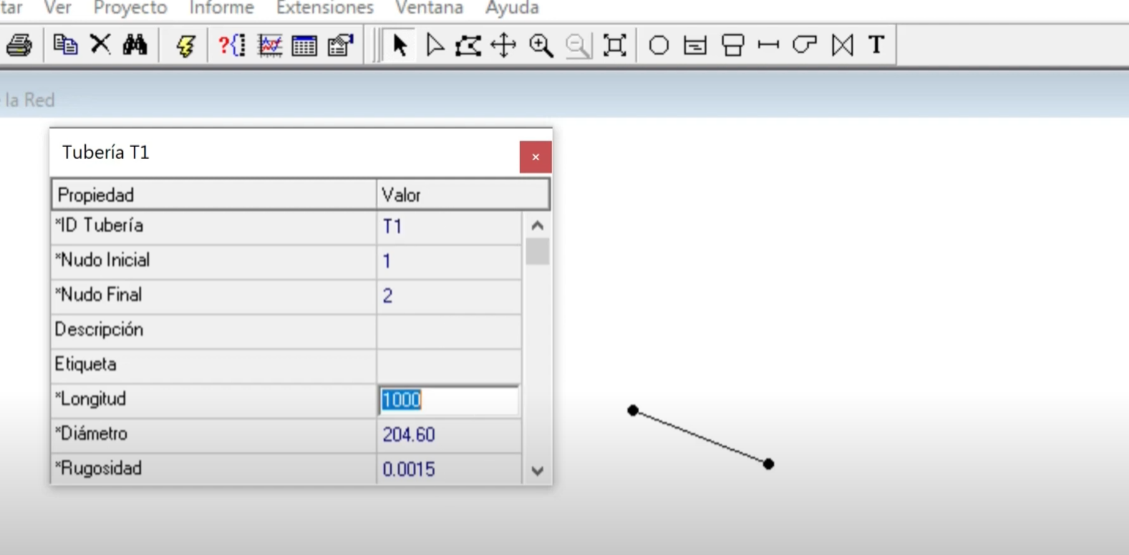 tar Ver Proyecto Informe Extensiones Ventana Ayuda
?{} T
la Red
Tubería T1
Propiedad Valor
*ID Tubería T1
*Nudo Inicial 1
*Nudo Final 2
Descripción
Etiqueta
*Longitud 1000
*Diámetro 204.60
*Rugosidad 0.0015